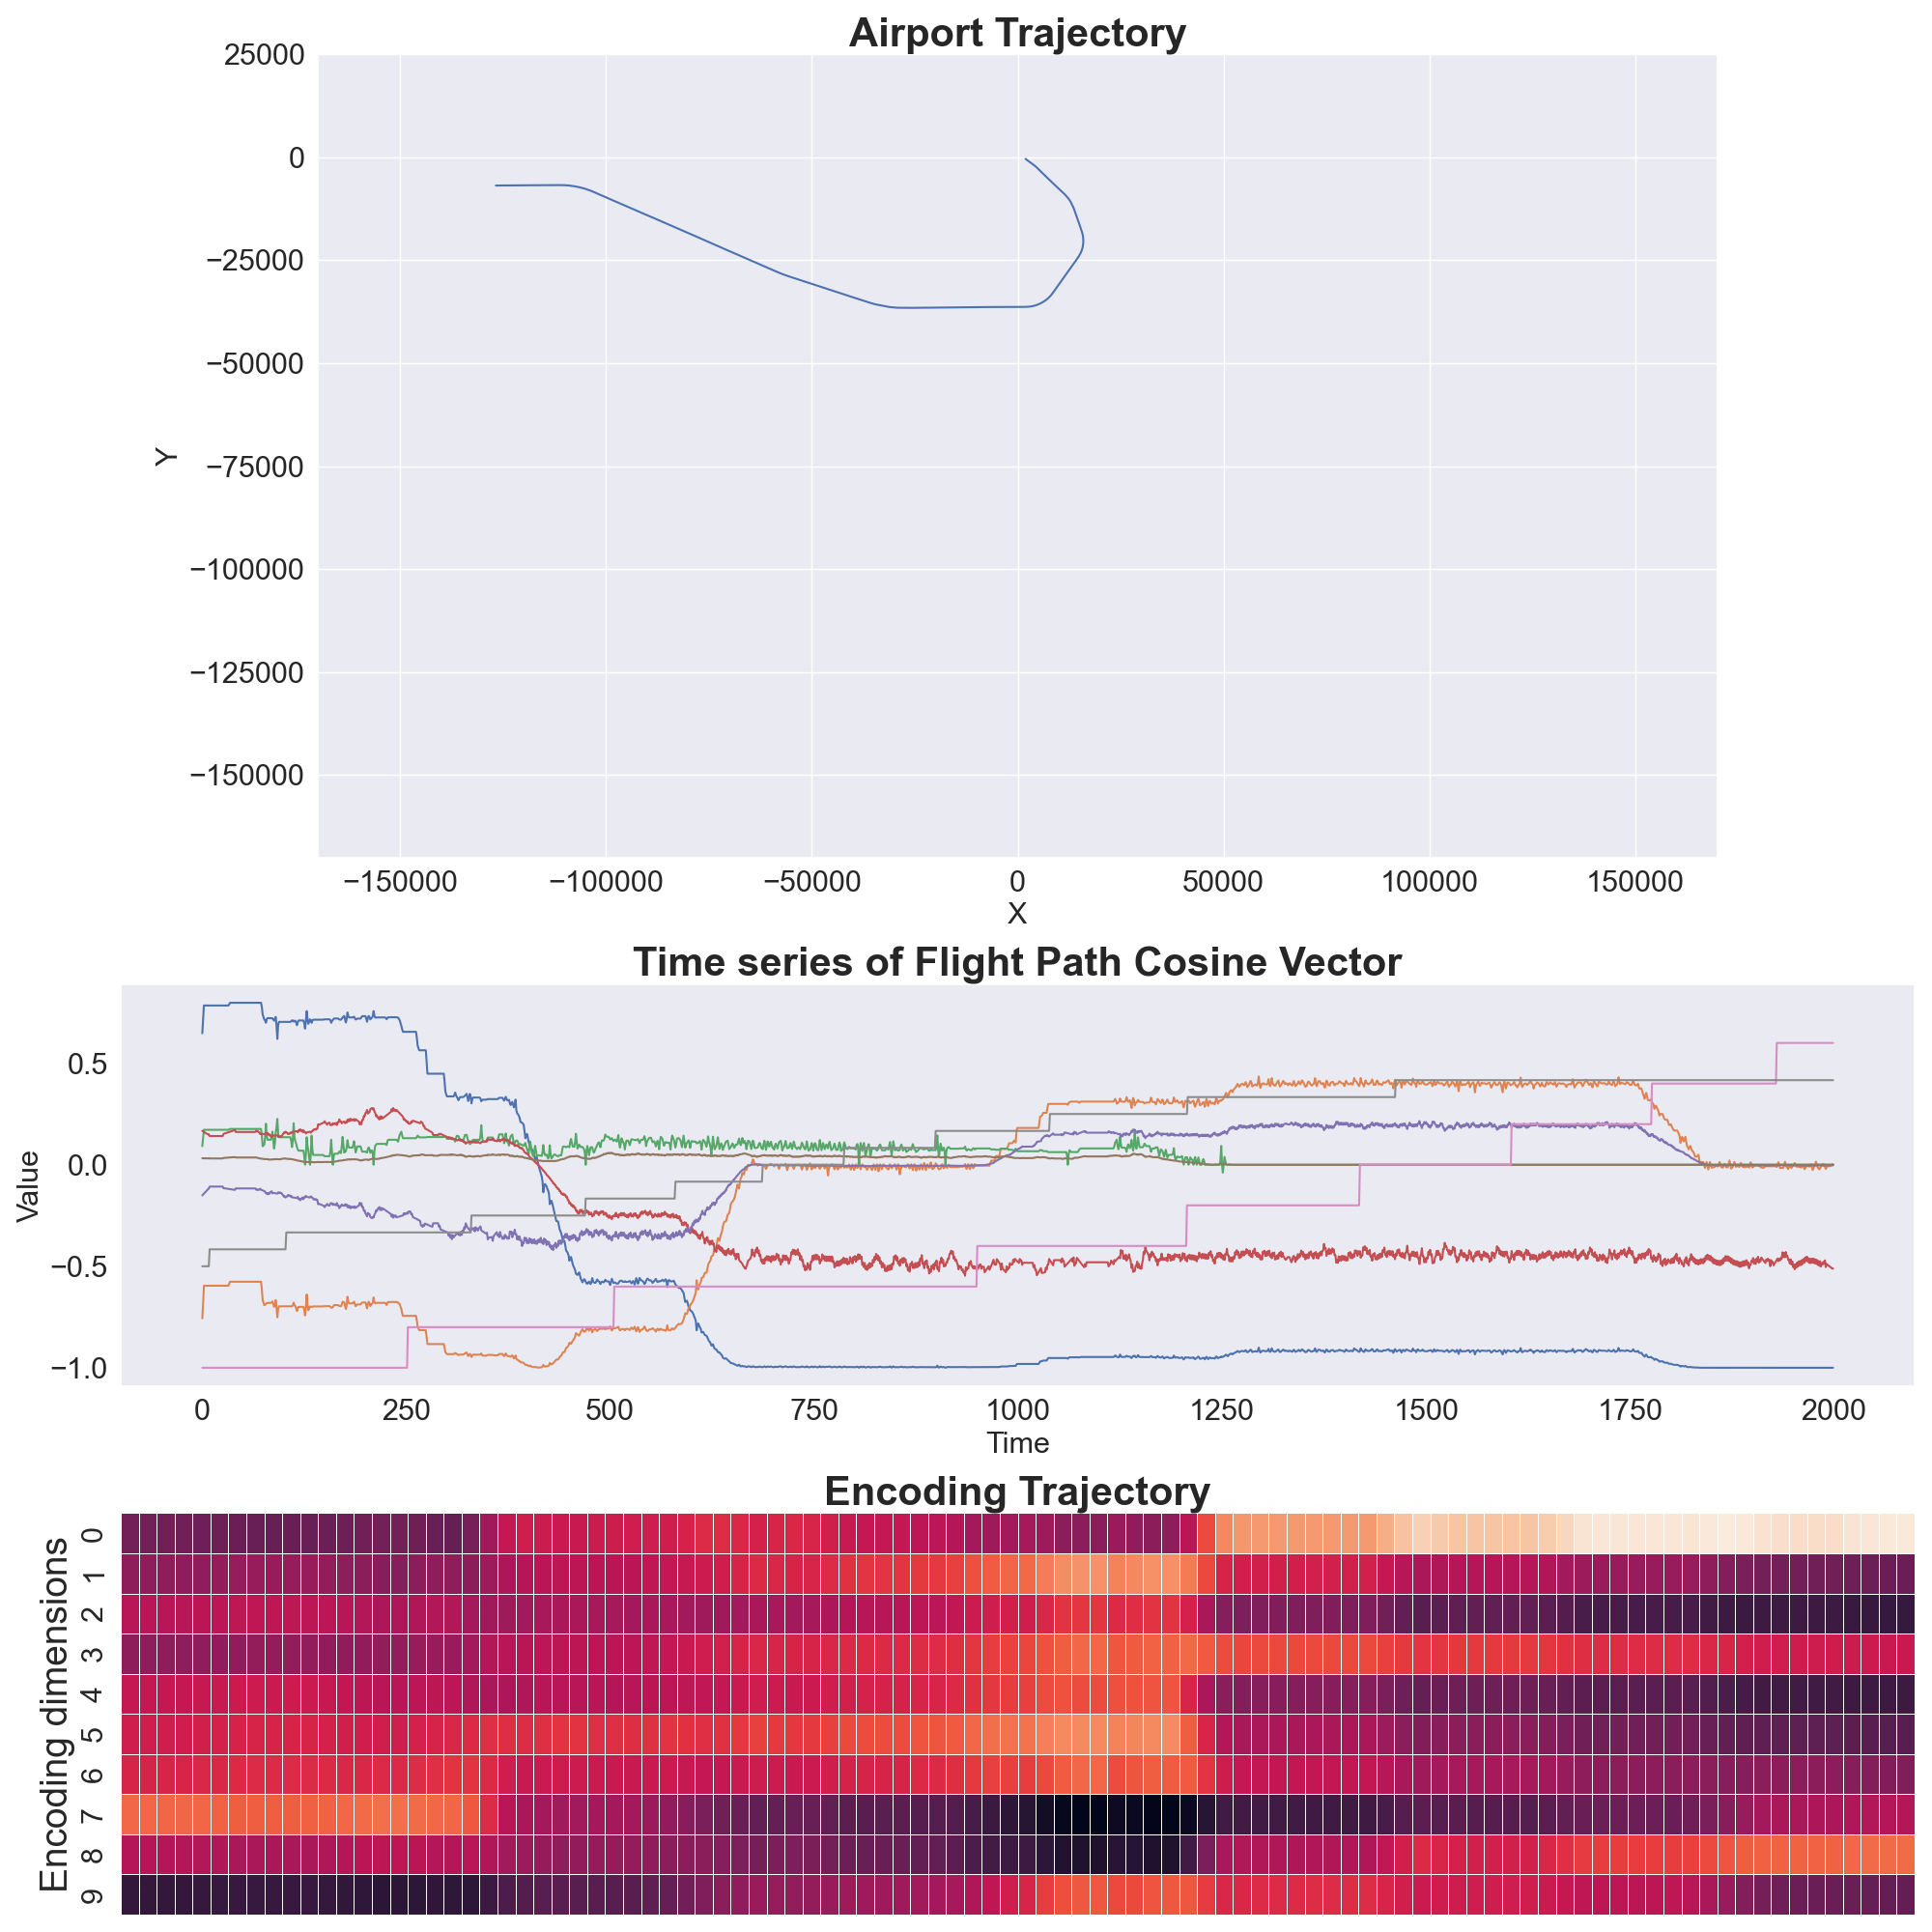 Airport Trajectory
25000
0
−25000
−50000
−75000
−100000
−125000
−150000
Y
−150000 −100000 −50000 0 50000 100000 150000
X
Time series of Flight Path Cosine Vector
0.5
0.0
−0.5
−1.0
Value
0 250 500 750 1000 1250 1500 1750 2000
Time
Encoding Trajectory
0
1
2
3
4
5
6
7
8
9
Encoding dimensions